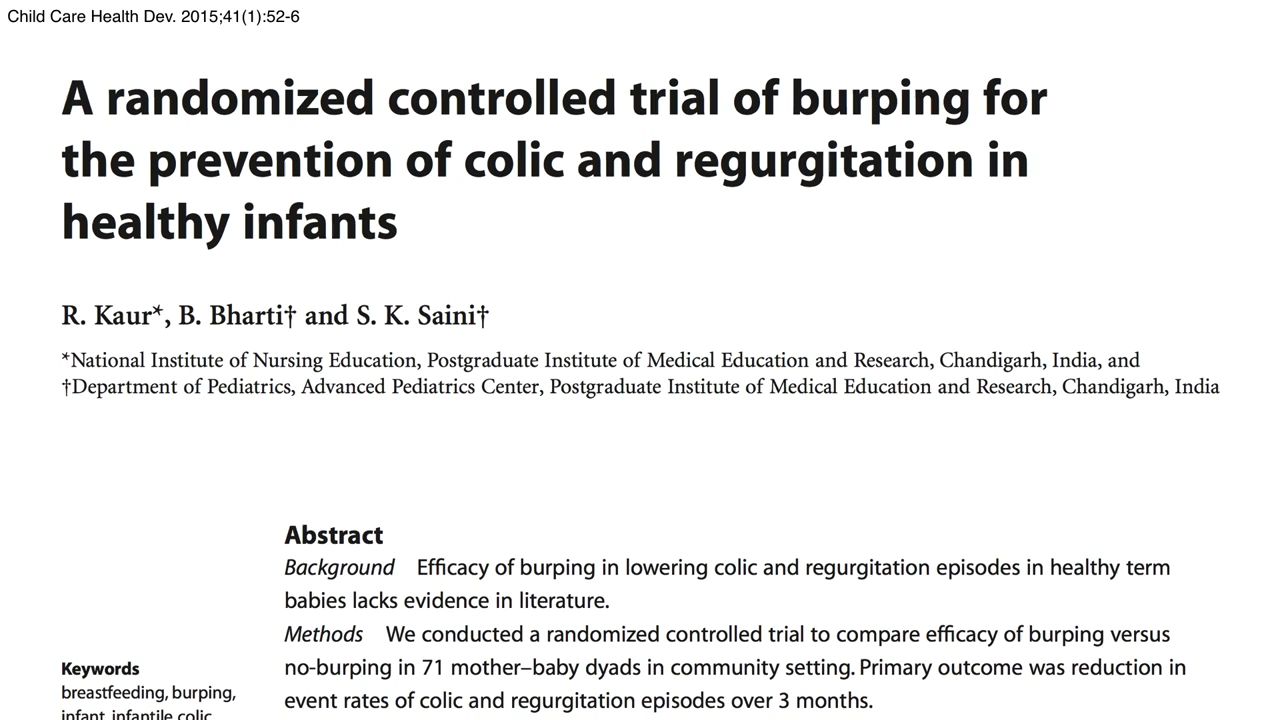 Child Care Health Dev. 2015;41(1):52-6
A randomized controlled trial of burping for
the prevention of colic and regurgitation in
healthy infants
R. Kaur*, B. Bharti† and S. K. Saini†
*National Institute of Nursing Education, Postgraduate Institute of Medical Education and Research, Chandigarh, India, and
†Department of Pediatrics, Advanced Pediatrics Center, Postgraduate Institute of Medical Education and Research, Chandigarh, India
Abstract
Background Efficacy of burping in lowering colic and regurgitation episodes in healthy term
babies lacks evidence in literature.
Methods We conducted a randomized controlled trial to compare efficacy of burping versus
no-burping in 71 mother–baby dyads in community setting. Primary outcome was reduction in
event rates of colic and regurgitation episodes over 3 months.
Keywords
breastfeeding, burping,
infant, infantile colic